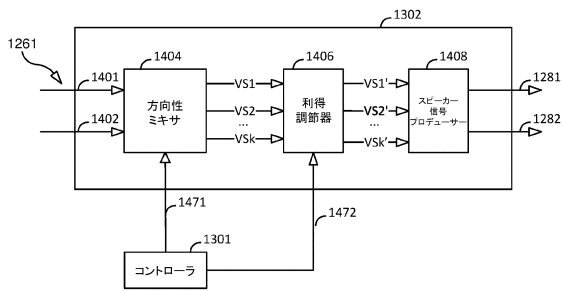 1302
1261
1404
1406
1408
1401
1402
方向性
ミキサ
VS1
VS2
...
VSk
利得
調節器
VS1'
VS2'
...
VSk'
スピーカー
信号
プロデューサー
1281
1282
1471
1472
1301
コントローラ